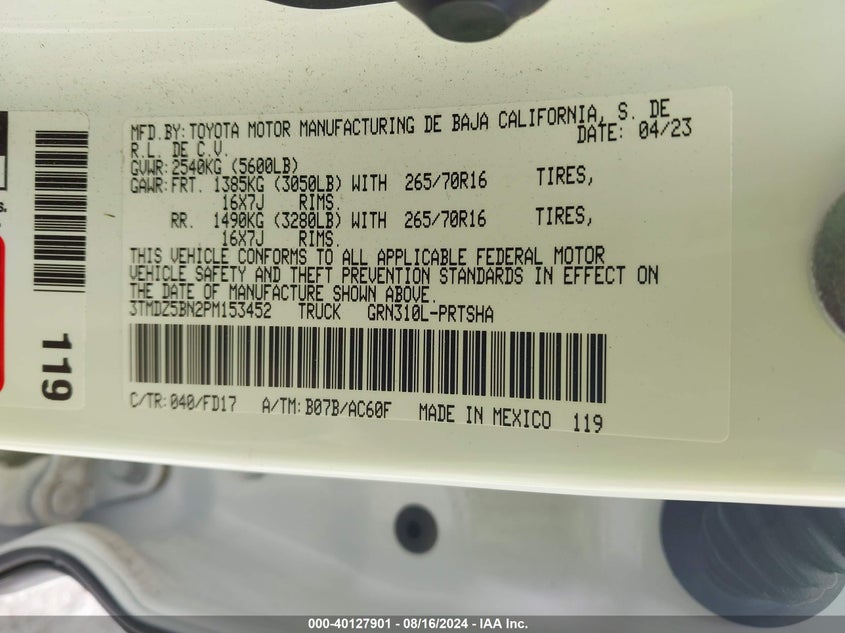 MFD.BY:TOYOTA MOTOR MANUFACTURING DE BAJA CALIFORNIA, S. DE
R.L. DE C.V. DATE: 04/23
GVWR:2540KG (5600LB)
GAWR:FRT. 1385KG (3050LB) WITH 265/70R16 TIRES,
16X7J RIMS.
RR. 1490KG (3280LB) WITH 265/70R16 TIRES,
16X7J RIMS.
THIS VEHICLE CONFORMS TO ALL APPLICABLE FEDERAL MOTOR
VEHICLE SAFETY AND THEFT PREVENTION STANDARDS IN EFFECT ON
THE DATE OF MANUFACTURE SHOWN ABOVE.
3TMDZ5BN2PM153452 TRUCK GRN310L-PRTSHA
C/TR:040/FD17 A/TM:B07B/AC60F MADE IN MEXICO 119
119
000-40127901 - 08/16/2024 - IAA Inc.